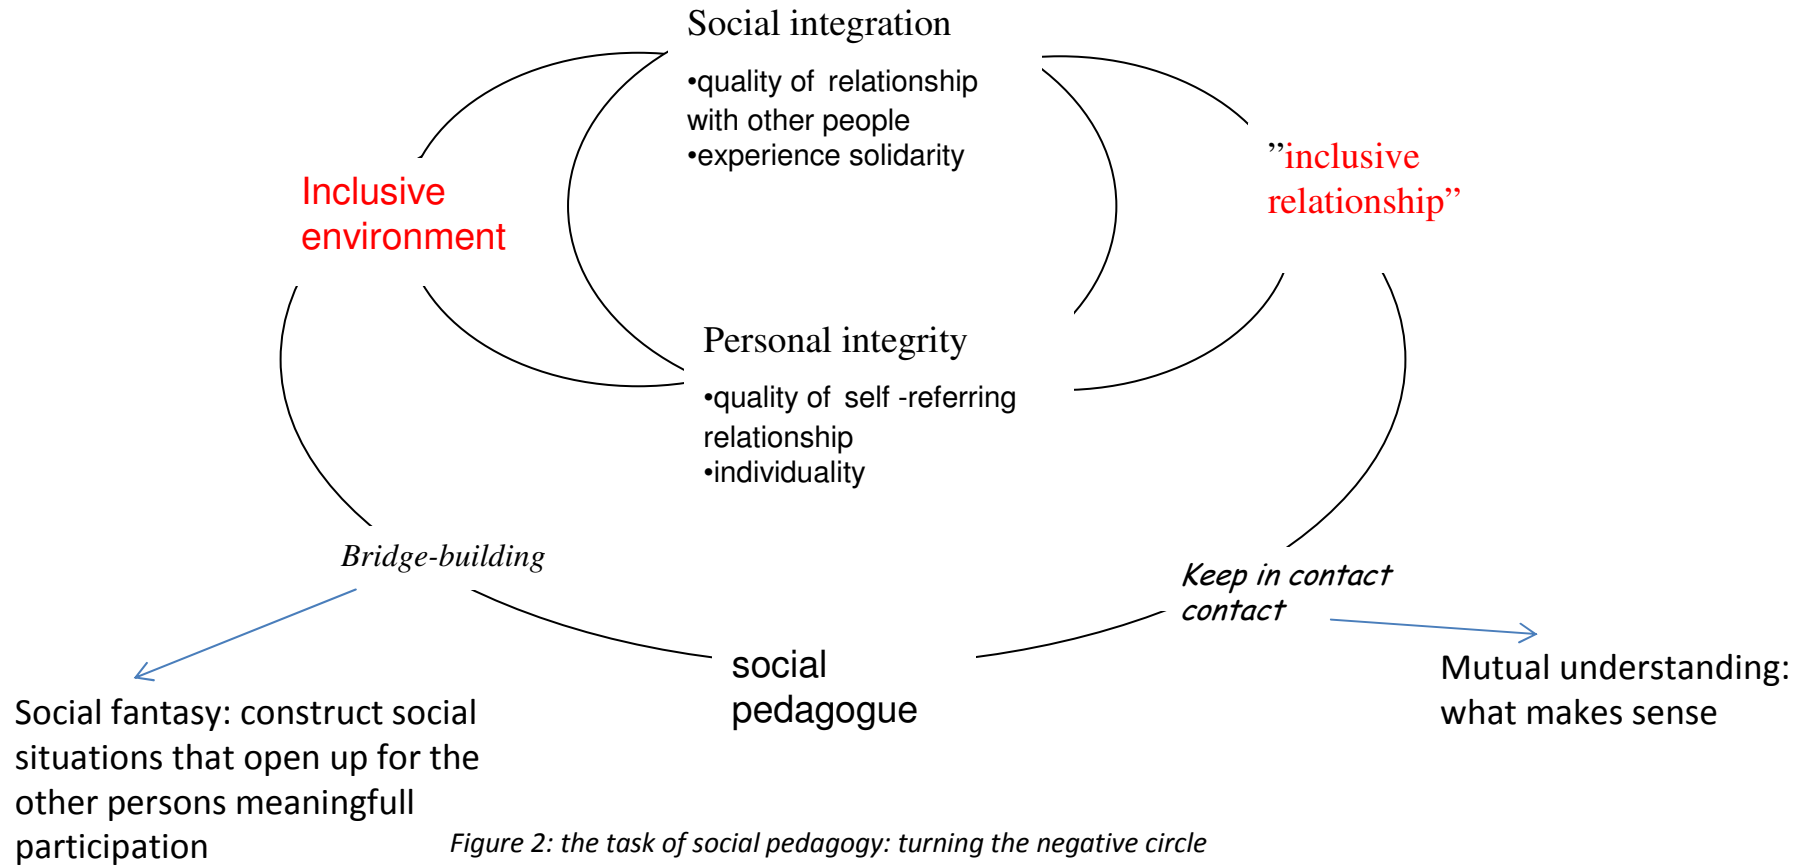 Social integration
•quality of relationship
with other people
•experience solidarity
Inclusive
environment
”inclusive
relationship”
Personal integrity
•quality of self -referring
relationship
•individuality
Bridge-building
Keep in contact
contact
social
pedagogue
Mutual understanding:
what makes sense
Social fantasy: construct social
situations that open up for the
other persons meaningfull
participation
Figure 2: the task of social pedagogy: turning the negative circle